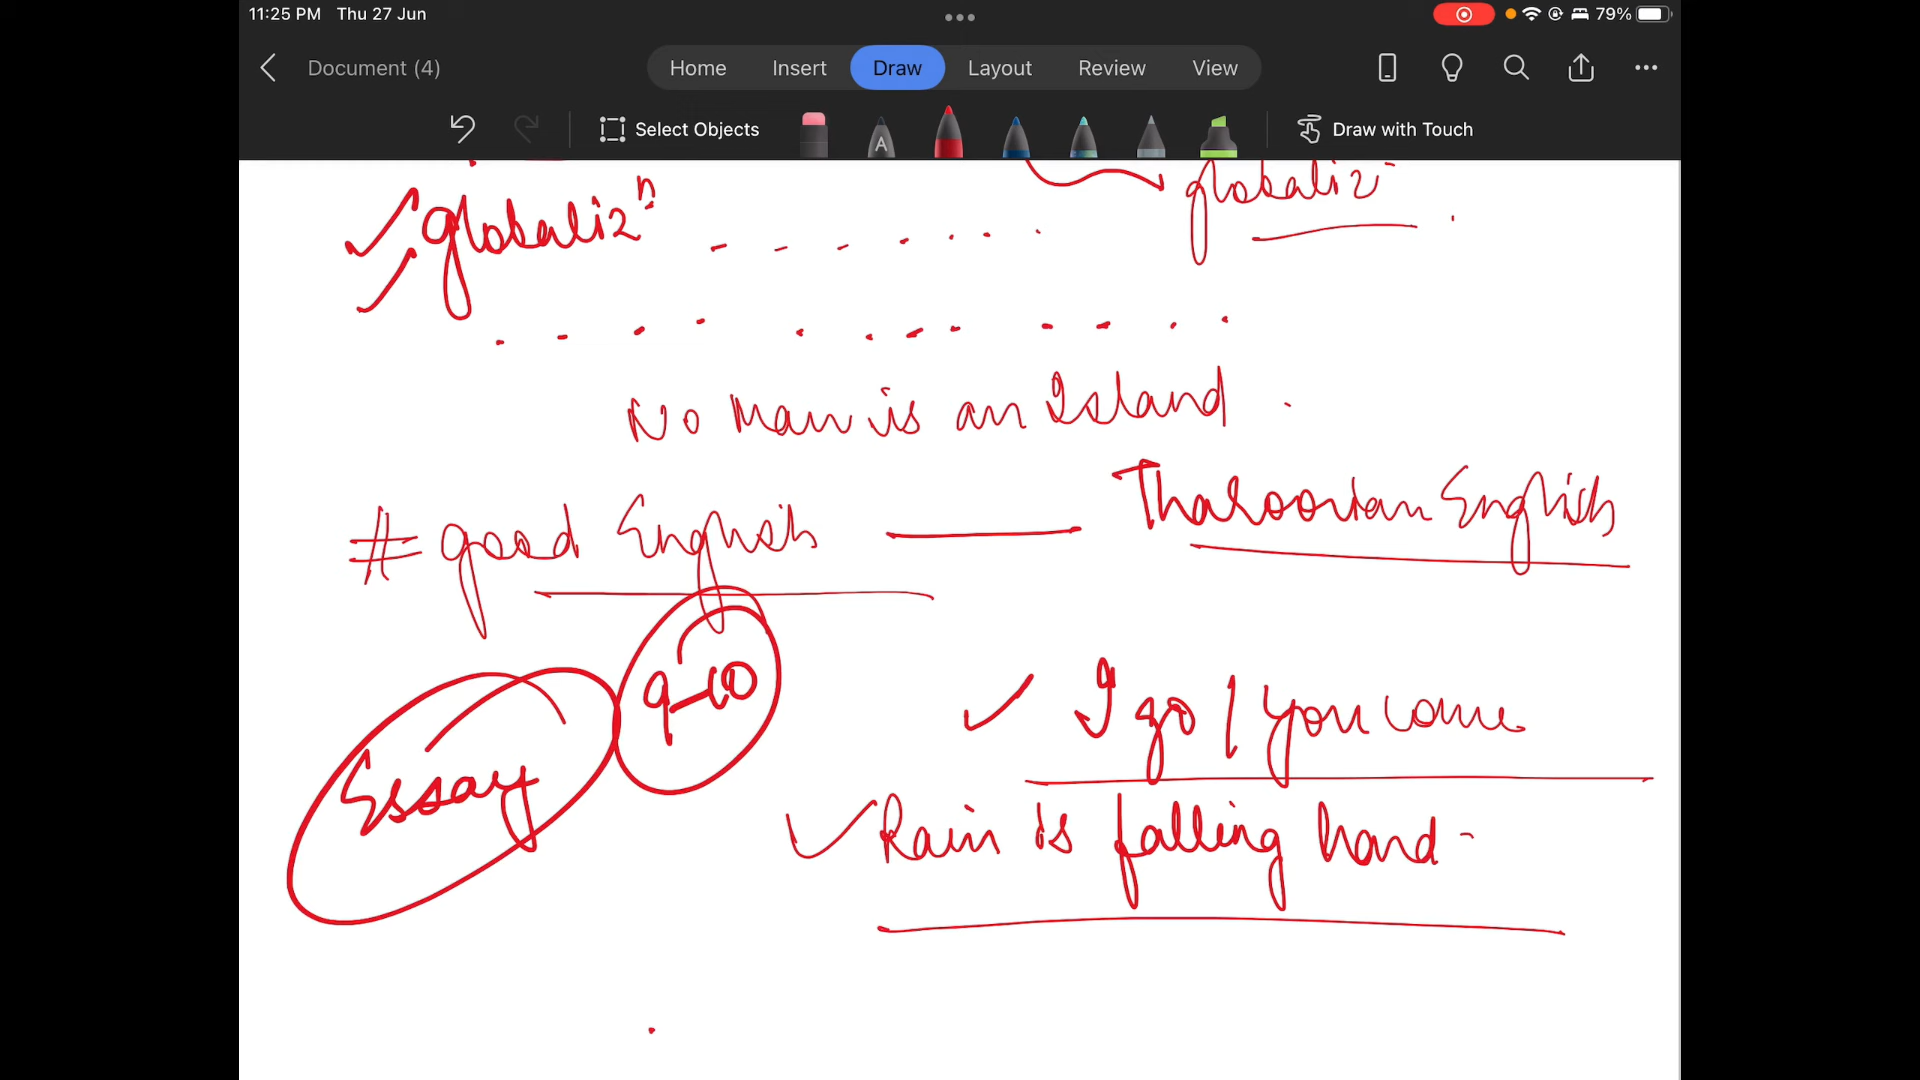 11:25 PM Thu 27 Jun 79%
Document (4) Home Insert Draw Layout Review View
Select Objects A Draw with Touch
globaliz
globalizⁿ
No man is an Island.
# good English — Tharoorian English
9-10
I go / you come
Essay
Rain is falling hard -